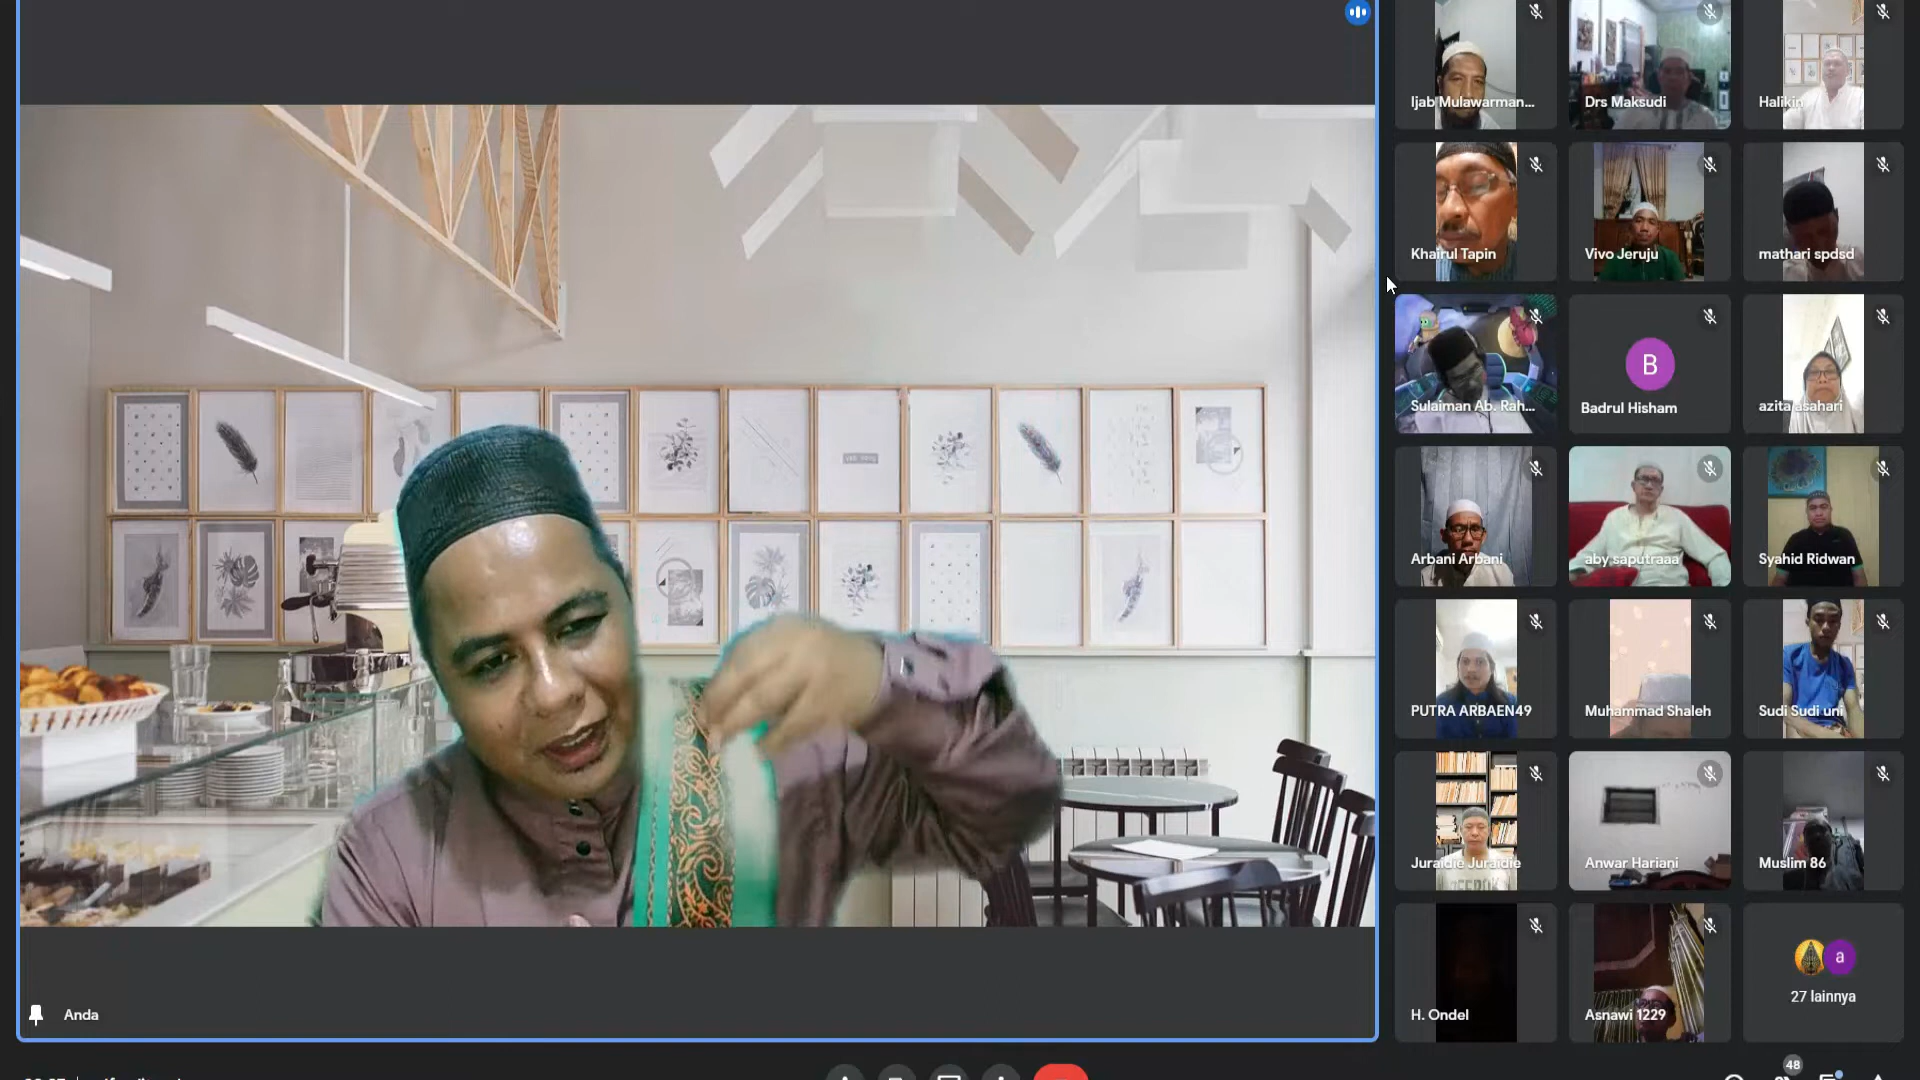 Ijab Mulawarman...
Drs Maksudi
Halikin
Khairul Tapin
Vivo Jeruju
mathari spdsd
Sulaiman Ab. Rah...
B
Badrul Hisham
azita asahari
Arbani Arbani
aby saputraaa
Syahid Ridwan
PUTRA ARBAEN49
Muhammad Shaleh
Sudi Sudi uni
Juraidie Juraidie
Anwar Hariani
Muslim 86
H. Ondel
Asnawi 1229
a
27 lainnya
Anda
48